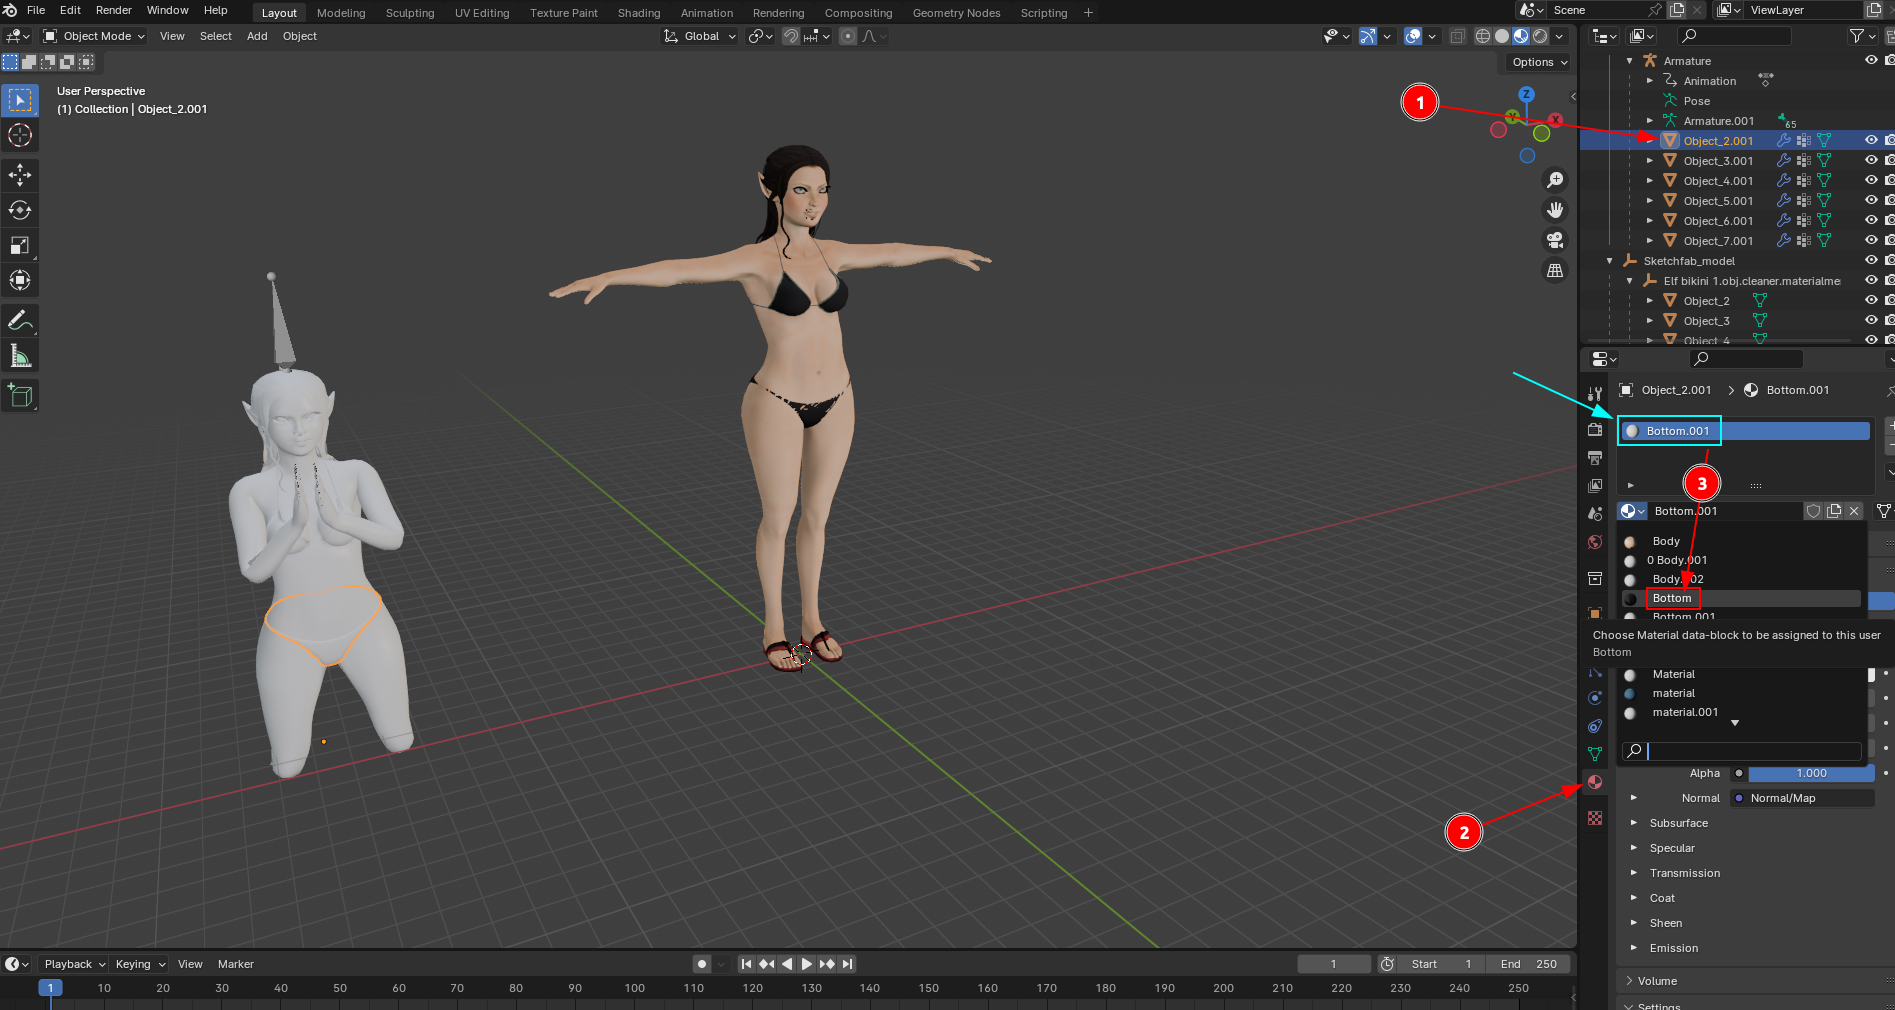 File Edit Render Window Help
Layout Modeling Sculpting UV Editing Texture Paint Shading Animation Rendering Compositing Geometry Nodes Scripting +
Scene
ViewLayer
Object Mode View Select Add Object
Global
Options
User Perspective
(1) Collection | Object_2.001
Z
Y
X
1
Armature
Animation
Pose
Armature.001
65
Object_2.001
Object_3.001
Object_4.001
Object_5.001
Object_6.001
Object_7.001
Sketchfab_model
Elf bikini 1.obj.cleaner.materialme
Object_2
Object_3
Object_4
Object_2.001 > Bottom.001
Bottom.001
3
Bottom.001
Body
0 Body.001
Bottom
Bottom.001
Choose Material data-block to be assigned to this user
Bottom
Material
material
material.001
Alpha 1.000
Normal Normal/Map
2
Subsurface
Specular
Transmission
Coat
Sheen
Emission
Volume
Settings
Playback Keying View Marker
1
Start 1
End 250
1 10 20 30 40 50 60 70 80 90 100 110 120 130 140 150 160 170 180 190 200 210 220 230 240 250